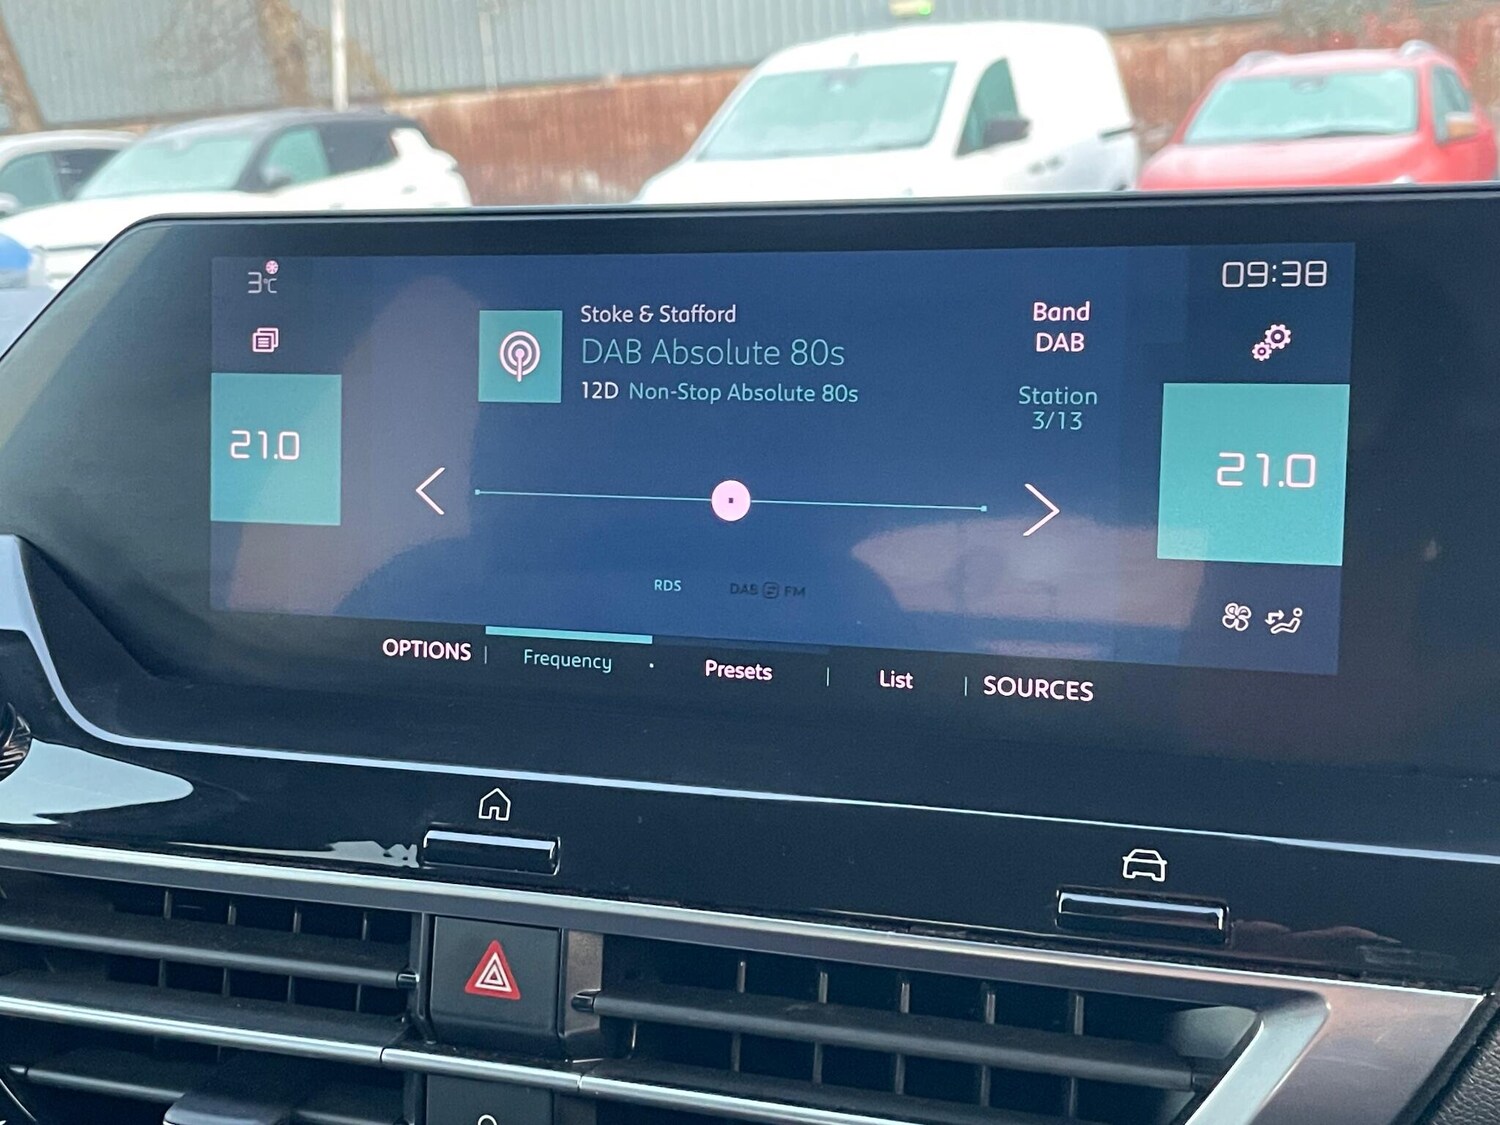 3°C
09:38
Stoke & Stafford
DAB Absolute 80s
12D Non-Stop Absolute 80s
Band
DAB
Station
3/13
21.0
21.0
RDS
DAB FM
OPTIONS
Frequency
Presets
List
SOURCES